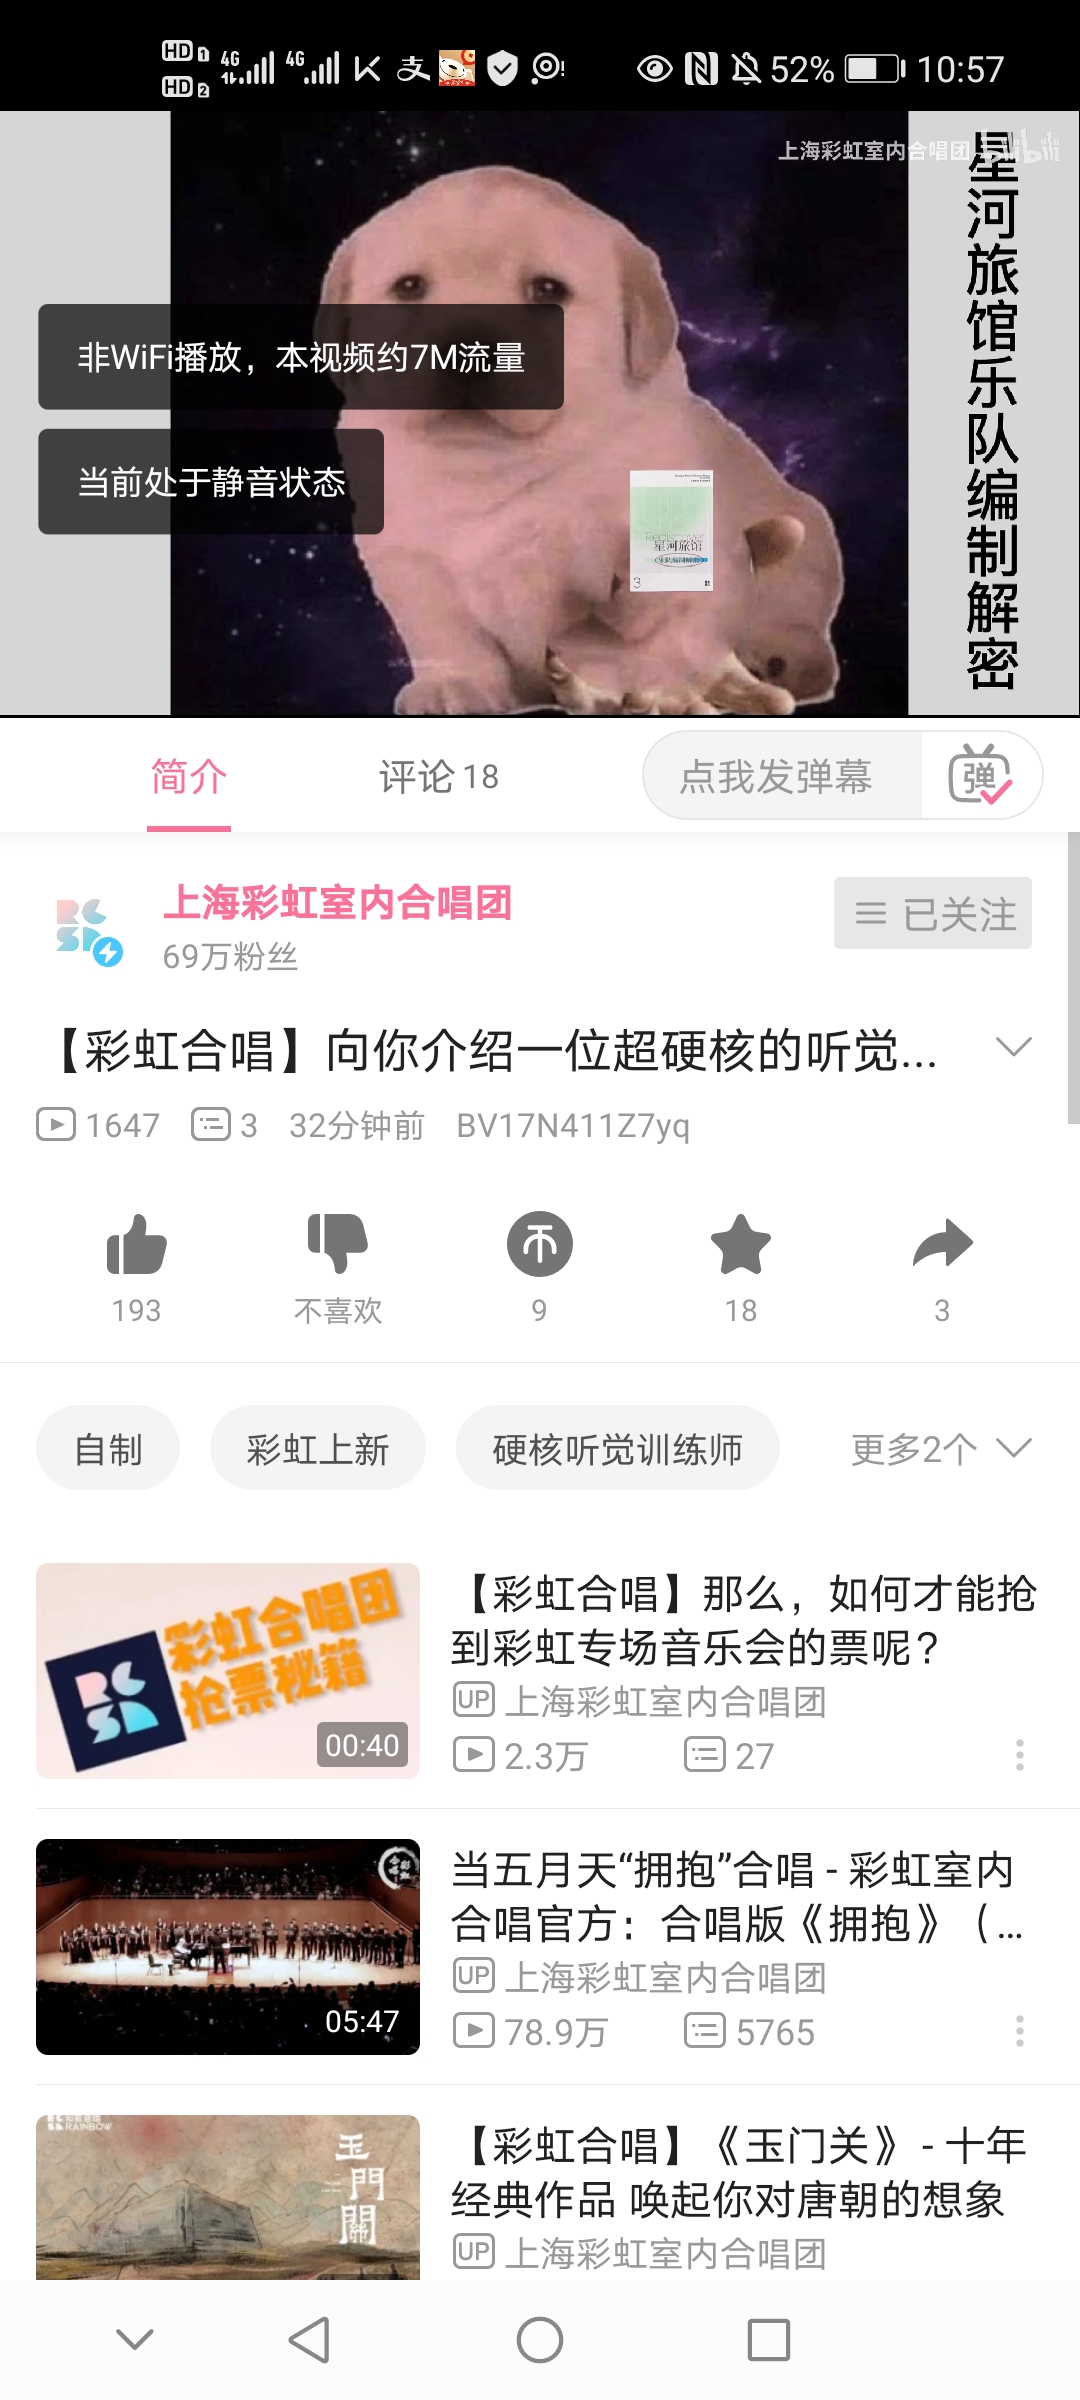 HD 1
HD 2
4G
4G
52%
10:57
上海彩虹室内合唱团
bilibili
星河旅馆乐队编制解密
非WiFi播放，本视频约7M流量
当前处于静音状态
星河旅馆
3
简介
评论 18
点我发弹幕
弹
上海彩虹室内合唱团
69万粉丝
已关注
【彩虹合唱】向你介绍一位超硬核的听觉...
1647
3
32分钟前
BV17N411Z7yq
193
不喜欢
9
18
3
自制
彩虹上新
硬核听觉训练师
更多2个
彩虹合唱团
抢票秘籍
00:40
【彩虹合唱】那么，如何才能抢
到彩虹专场音乐会的票呢？
UP 上海彩虹室内合唱团
2.3万
27
05:47
当五月天“拥抱”合唱 - 彩虹室内
合唱官方：合唱版《拥抱》（...
UP 上海彩虹室内合唱团
78.9万
5765
RAINBOW
玉門關
【彩虹合唱】《玉门关》 - 十年
经典作品 唤起你对唐朝的想象
UP 上海彩虹室内合唱团